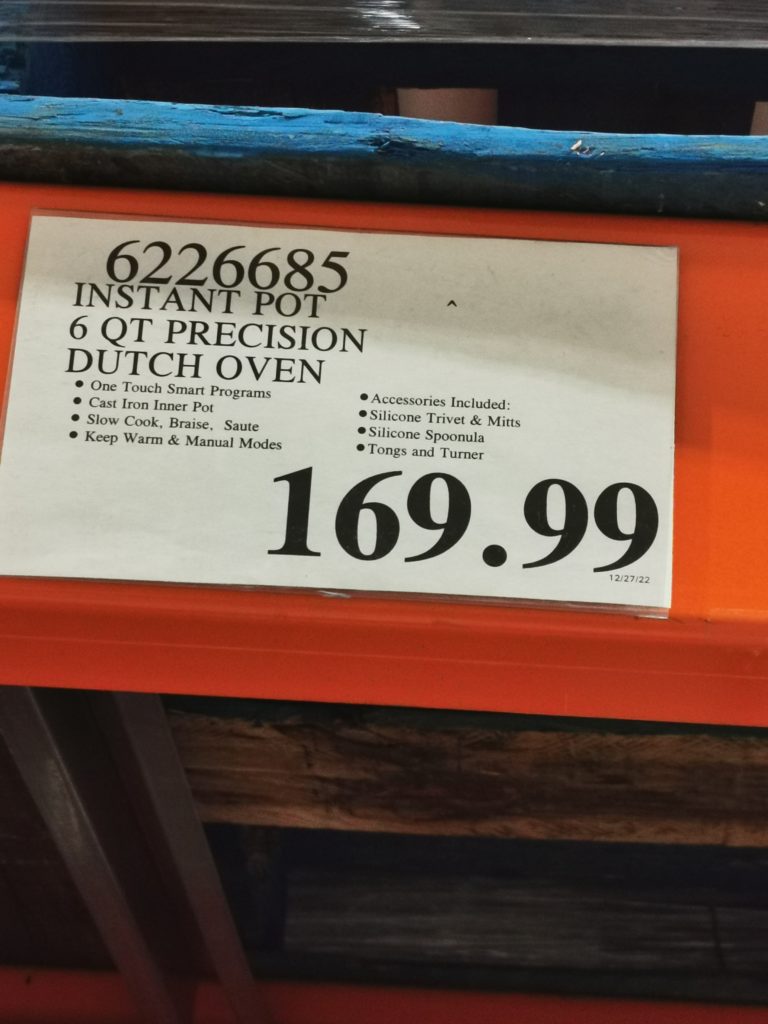 6226685
INSTANT POT
6 QT PRECISION
DUTCH OVEN
• One Touch Smart Programs
• Cast Iron Inner Pot
• Slow Cook, Braise, Saute
• Keep Warm & Manual Modes
• Accessories Included:
• Silicone Trivet & Mitts
• Silicone Spoonula
• Tongs and Turner
^
169.99
12/27/22